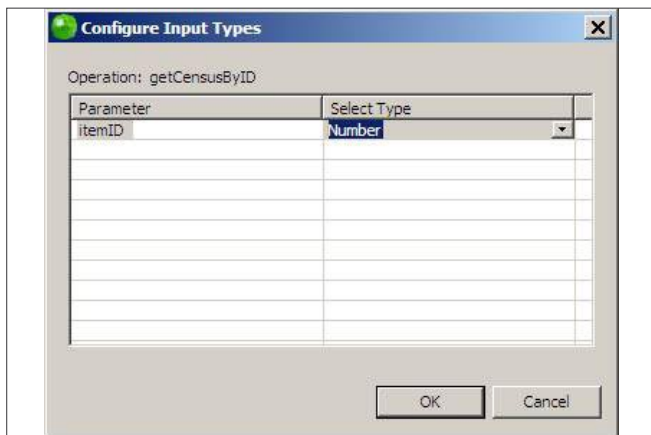 Configure Input Types
Operation: getCensusByID
Parameter Select Type
itemID Number
OK Cancel